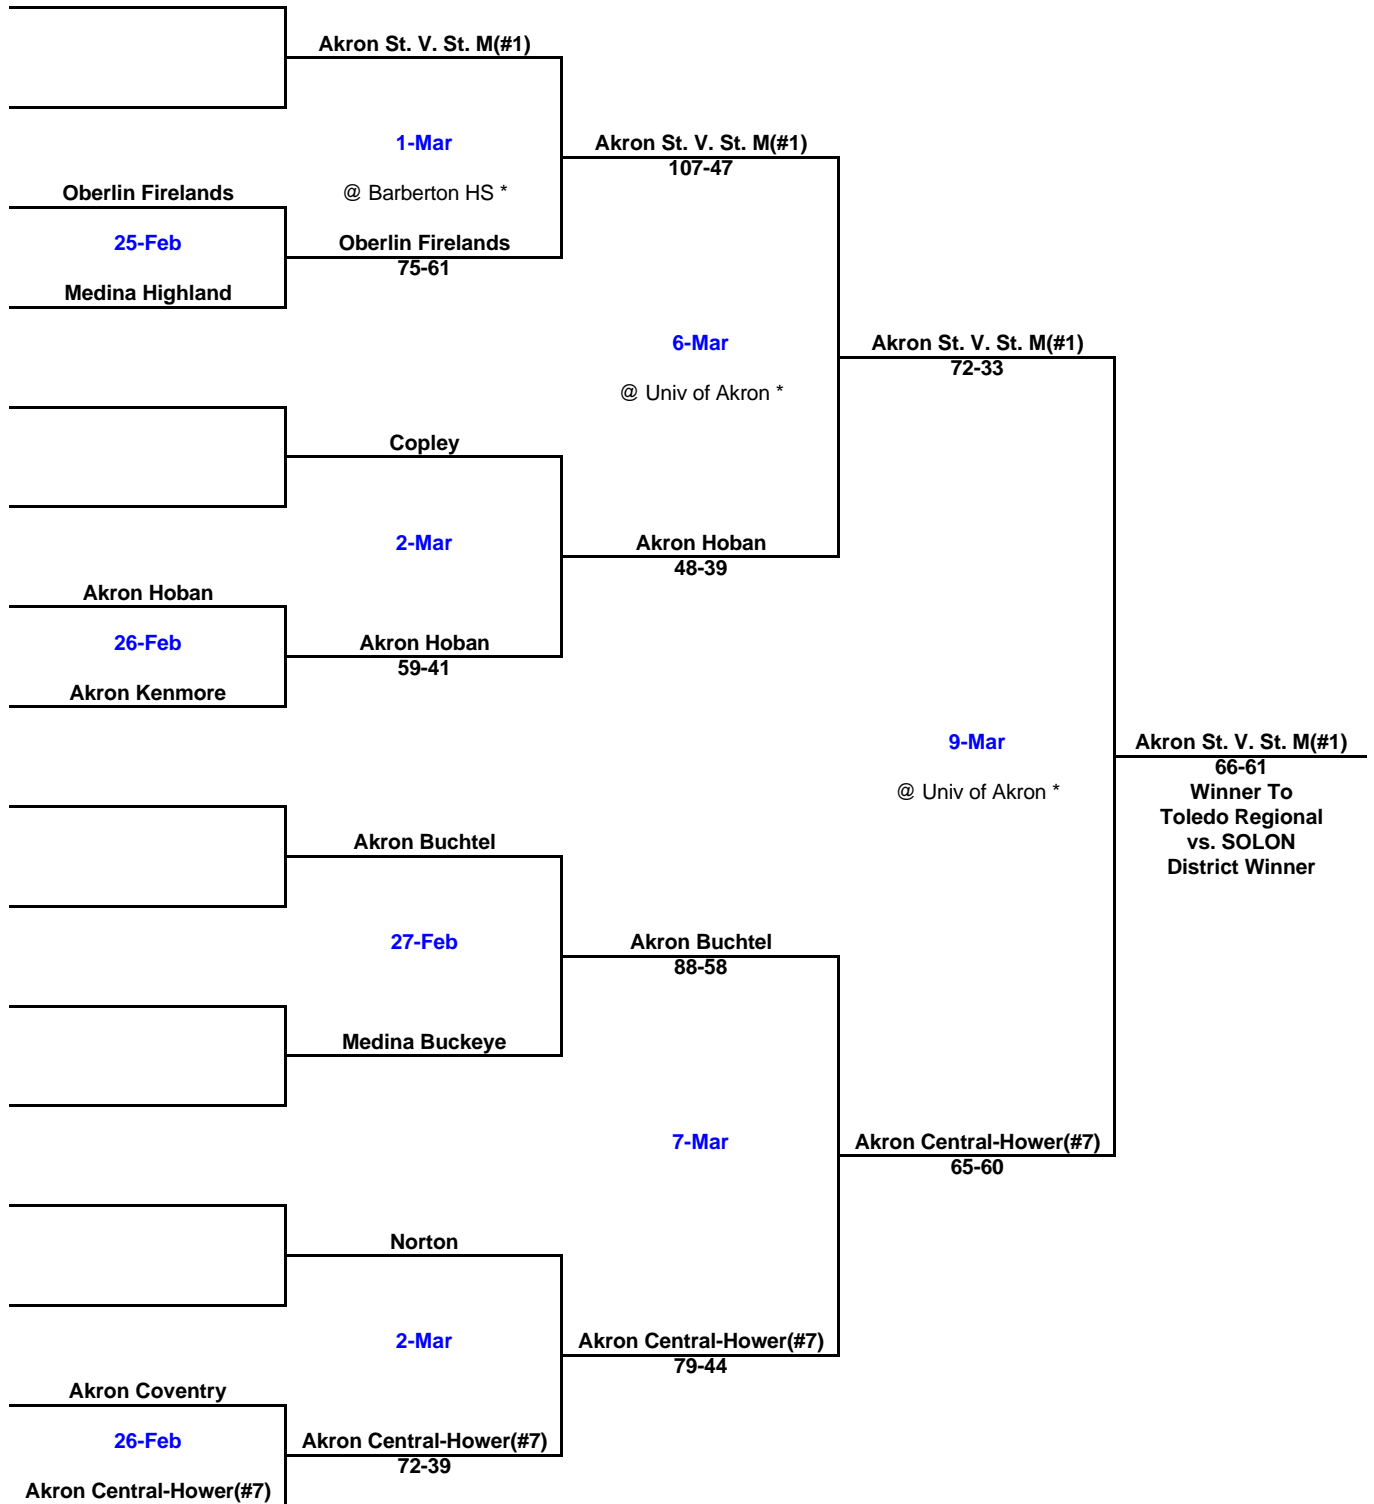 Akron St. V. St. M(#1)
1-Mar
Akron St. V. St. M(#1)
107-47
Oberlin Firelands
@ Barberton HS *
25-Feb
Oberlin Firelands
75-61
Medina Highland
6-Mar
Akron St. V. St. M(#1)
72-33
@ Univ of Akron *
Copley
2-Mar
Akron Hoban
48-39
Akron Hoban
26-Feb
Akron Hoban
59-41
Akron Kenmore
9-Mar
Akron St. V. St. M(#1)
66-61
@ Univ of Akron *
Winner To
Toledo Regional
vs. SOLON
District Winner
Akron Buchtel
27-Feb
Akron Buchtel
88-58
Medina Buckeye
7-Mar
Akron Central-Hower(#7)
65-60
Norton
2-Mar
Akron Central-Hower(#7)
79-44
Akron Coventry
26-Feb
Akron Central-Hower(#7)
72-39
Akron Central-Hower(#7)